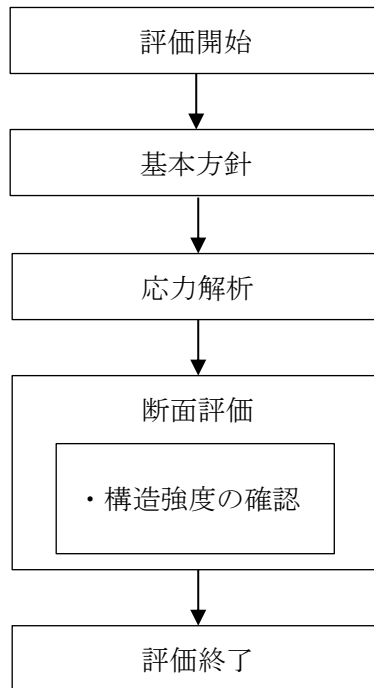 評価開始
基本方針
応力解析
断面評価
・構造強度の確認
評価終了